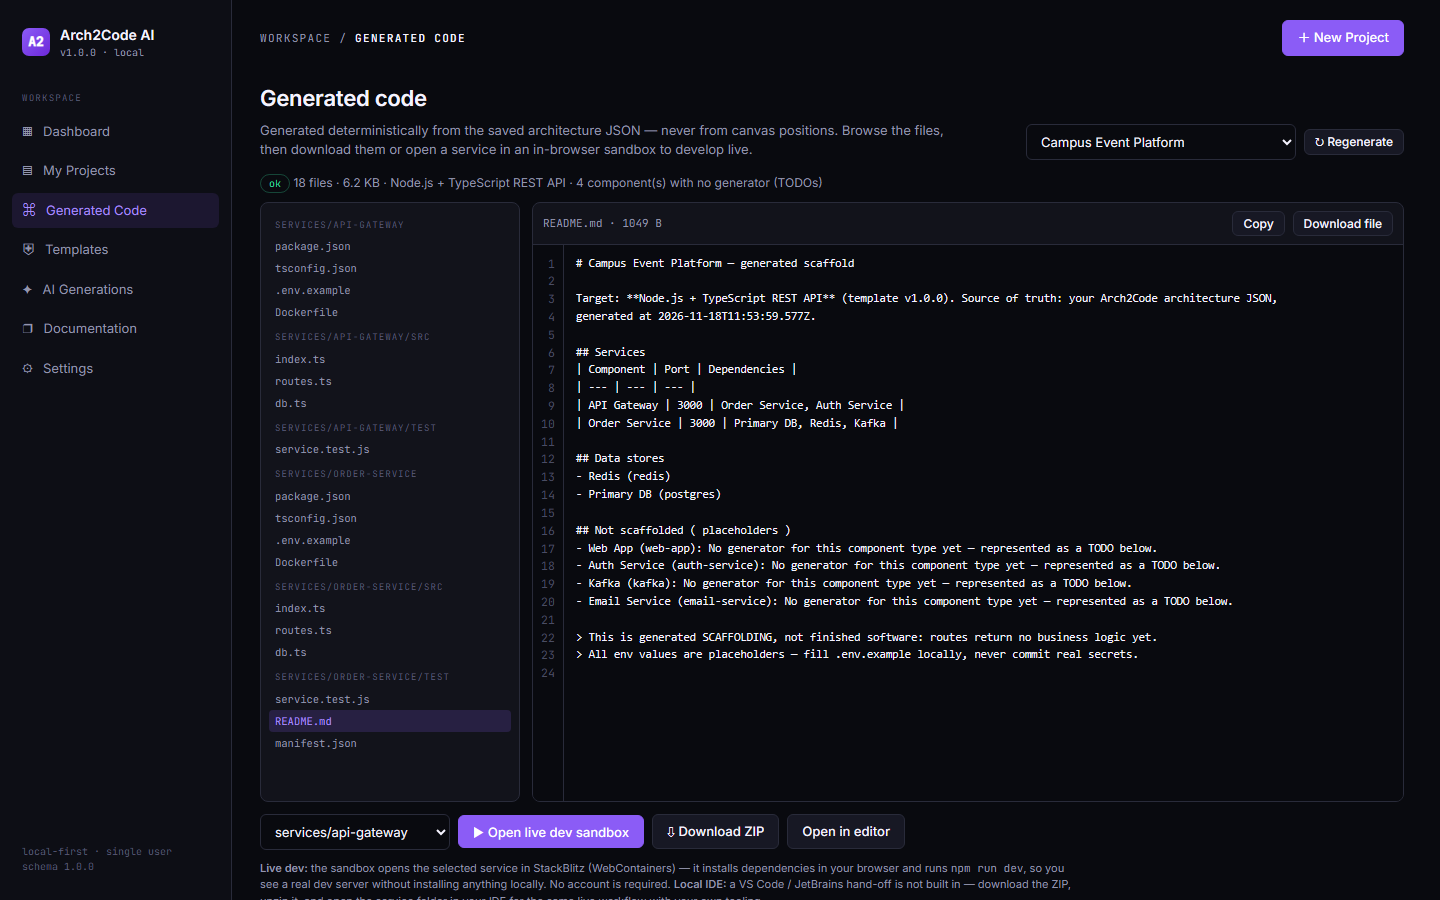 A2
Arch2Code AI
v1.0.0 · local
WORKSPACE
Dashboard
My Projects
Generated Code
Templates
AI Generations
Documentation
Settings
local-first · single user
schema 1.0.0
WORKSPACE / GENERATED CODE
+ New Project
Generated code
Generated deterministically from the saved architecture JSON — never from canvas positions. Browse the files,
then download them or open a service in an in-browser sandbox to develop live.
Campus Event Platform
↻ Regenerate
ok 18 files · 6.2 KB · Node.js + TypeScript REST API · 4 component(s) with no generator (TODOs)
SERVICES/API-GATEWAY
package.json
tsconfig.json
.env.example
Dockerfile
SERVICES/API-GATEWAY/SRC
index.ts
routes.ts
db.ts
SERVICES/API-GATEWAY/TEST
service.test.js
SERVICES/ORDER-SERVICE
package.json
tsconfig.json
.env.example
Dockerfile
SERVICES/ORDER-SERVICE/SRC
index.ts
routes.ts
db.ts
SERVICES/ORDER-SERVICE/TEST
service.test.js
README.md
manifest.json
README.md · 1049 B
Copy
Download file
1 # Campus Event Platform — generated scaffold
2
3 Target: **Node.js + TypeScript REST API** (template v1.0.0). Source of truth: your Arch2Code architecture JSON,
4 generated at 2026-11-18T11:53:59.577Z.
5
6 ## Services
7 | Component | Port | Dependencies |
8 | --- | --- | --- |
9 | API Gateway | 3000 | Order Service, Auth Service |
10 | Order Service | 3000 | Primary DB, Redis, Kafka |
11
12 ## Data stores
13 - Redis (redis)
14 - Primary DB (postgres)
15
16 ## Not scaffolded ( placeholders )
17 - Web App (web-app): No generator for this component type yet — represented as a TODO below.
18 - Auth Service (auth-service): No generator for this component type yet — represented as a TODO below.
19 - Kafka (kafka): No generator for this component type yet — represented as a TODO below.
20 - Email Service (email-service): No generator for this component type yet — represented as a TODO below.
21
22 > This is generated SCAFFOLDING, not finished software: routes return no business logic yet.
23 > All env values are placeholders — fill .env.example locally, never commit real secrets.
24
services/api-gateway
▶ Open live dev sandbox
⇩ Download ZIP
Open in editor
Live dev: the sandbox opens the selected service in StackBlitz (WebContainers) — it installs dependencies in your browser and runs npm run dev, so you
see a real dev server without installing anything locally. No account is required. Local IDE: a VS Code / JetBrains hand-off is not built in — download the ZIP,